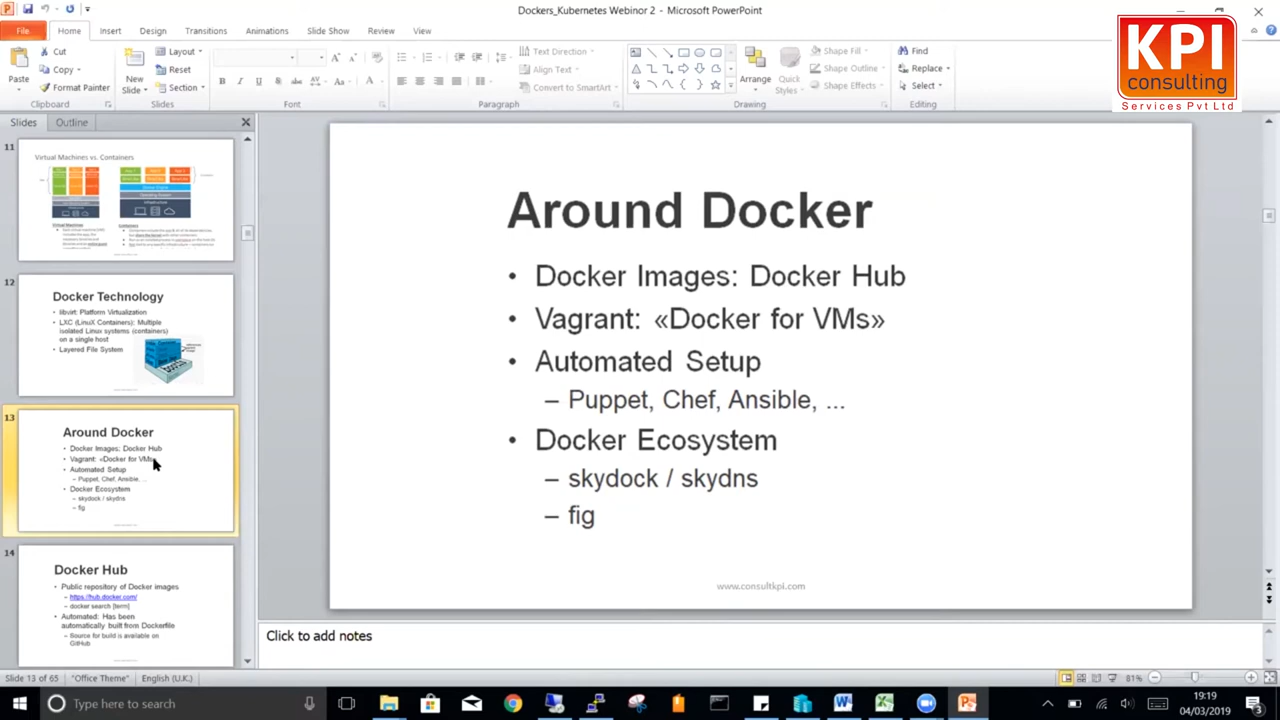 Dockers_Kubernetes Webinor 2 - Microsoft PowerPoint
File
Home
Insert
Design
Transitions
Animations
Slide Show
Review
View
Paste
Cut
Copy
Format Painter
Clipboard
New
Slide
Layout
Reset
Section
Slides
Font
Text Direction
Align Text
Convert to SmartArt
Paragraph
Arrange
Quick
Styles
Shape Fill
Shape Outline
Shape Effects
Drawing
Find
Replace
Select
Editing
KPI
consulting
Services Pvt Ltd
Slides
Outline
11
Virtual Machines vs. Containers
Virtual Machines
Containers
12
Docker Technology
• libvirt: Platform Virtualization
• LXC (LinuX Containers): Multiple
isolated Linux systems (containers)
on a single host
• Layered File System
13
Around Docker
• Docker Images: Docker Hub
• Vagrant: «Docker for VMs»
• Automated Setup
– Puppet, Chef, Ansible, ...
• Docker Ecosystem
– skydock / skydns
– fig
14
Docker Hub
• Public repository of Docker images
– https://hub.docker.com/
– docker search [term]
• Automated: Has been
automatically built from Dockerfile
– Source for build is available on
GitHub
Around Docker
• Docker Images: Docker Hub
• Vagrant: «Docker for VMs»
• Automated Setup
– Puppet, Chef, Ansible, ...
• Docker Ecosystem
– skydock / skydns
– fig
www.consultkpi.com
Click to add notes
Slide 13 of 65
"Office Theme"
English (U.K.)
81%
Type here to search
19:19
04/03/2019
3